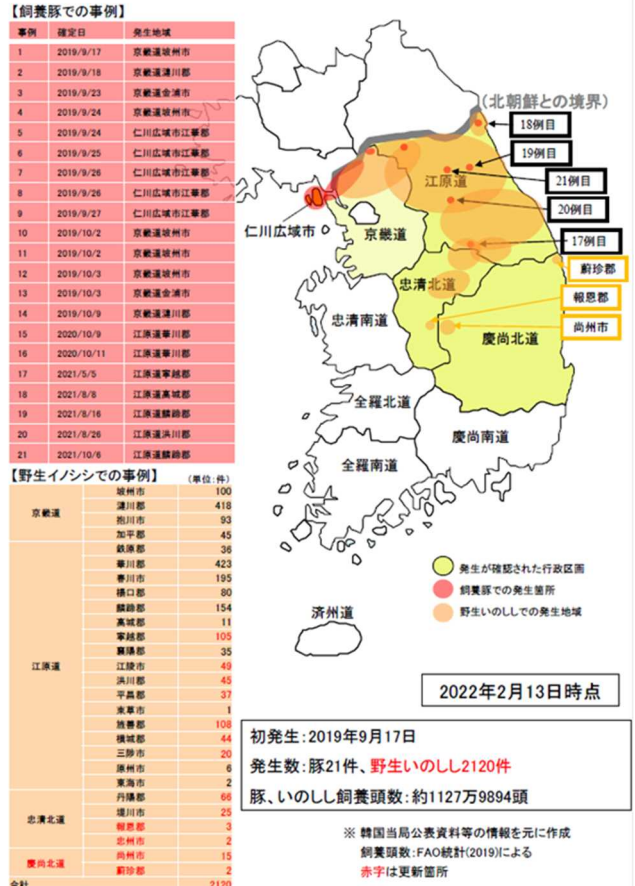 【飼養豚での事例】
事例 確定日 発生地域
1 2019/9/17 京畿道坡州市
2 2019/9/18 京畿道漣川郡
3 2019/9/23 京畿道金浦市
4 2019/9/24 京畿道坡州市
5 2019/9/24 仁川広域市江華郡
6 2019/9/25 仁川広域市江華郡
7 2019/9/26 仁川広域市江華郡
8 2019/9/26 仁川広域市江華郡
9 2019/9/27 仁川広域市江華郡
10 2019/10/2 京畿道坡州市
11 2019/10/2 京畿道坡州市
12 2019/10/3 京畿道坡州市
13 2019/10/3 京畿道金浦市
14 2019/10/9 京畿道漣川郡
15 2020/10/9 江原道華川郡
16 2020/10/11 江原道華川郡
17 2021/5/5 江原道寧越郡
18 2021/8/8 江原道高城郡
19 2021/8/16 江原道麟蹄郡
20 2021/8/26 江原道洪川郡
21 2021/10/6 江原道麟蹄郡
【野生イノシシでの事例】
(単位:件)
京畿道
坡州市 100
漣川郡 418
抱川市 93
加平郡 45
江原道
鉄原郡 36
華川郡 423
春川市 195
楊口郡 80
麟蹄郡 154
高城郡 11
寧越郡 105
襄陽郡 35
江陵市 49
洪川郡 45
平昌郡 37
束草市 1
旌善郡 108
横城郡 44
三陟市 20
原州市 6
東海市 2
忠清北道
丹陽郡 66
堤川市 25
報恩郡 3
忠州市 2
慶尚北道
尚州市 15
蔚珍郡 2
合計 2120
(北朝鮮との境界)
18例目
19例目
21例目
20例目
17例目
蔚珍郡
報恩郡
尚州市
江原道
仁川広域市
京畿道
忠清北道
忠清南道
慶尚北道
全羅北道
慶尚南道
全羅南道
済州道
発生が確認された行政区画
飼養豚での発生箇所
野生いのししでの発生地域
2022年2月13日時点
初発生:2019年9月17日
発生数:豚21件、野生いのしし2120件
豚、いのしし飼養頭数:約1127万9894頭
※ 韓国当局公表資料等の情報を元に作成
飼養頭数:FAO統計(2019)による
赤字は更新箇所